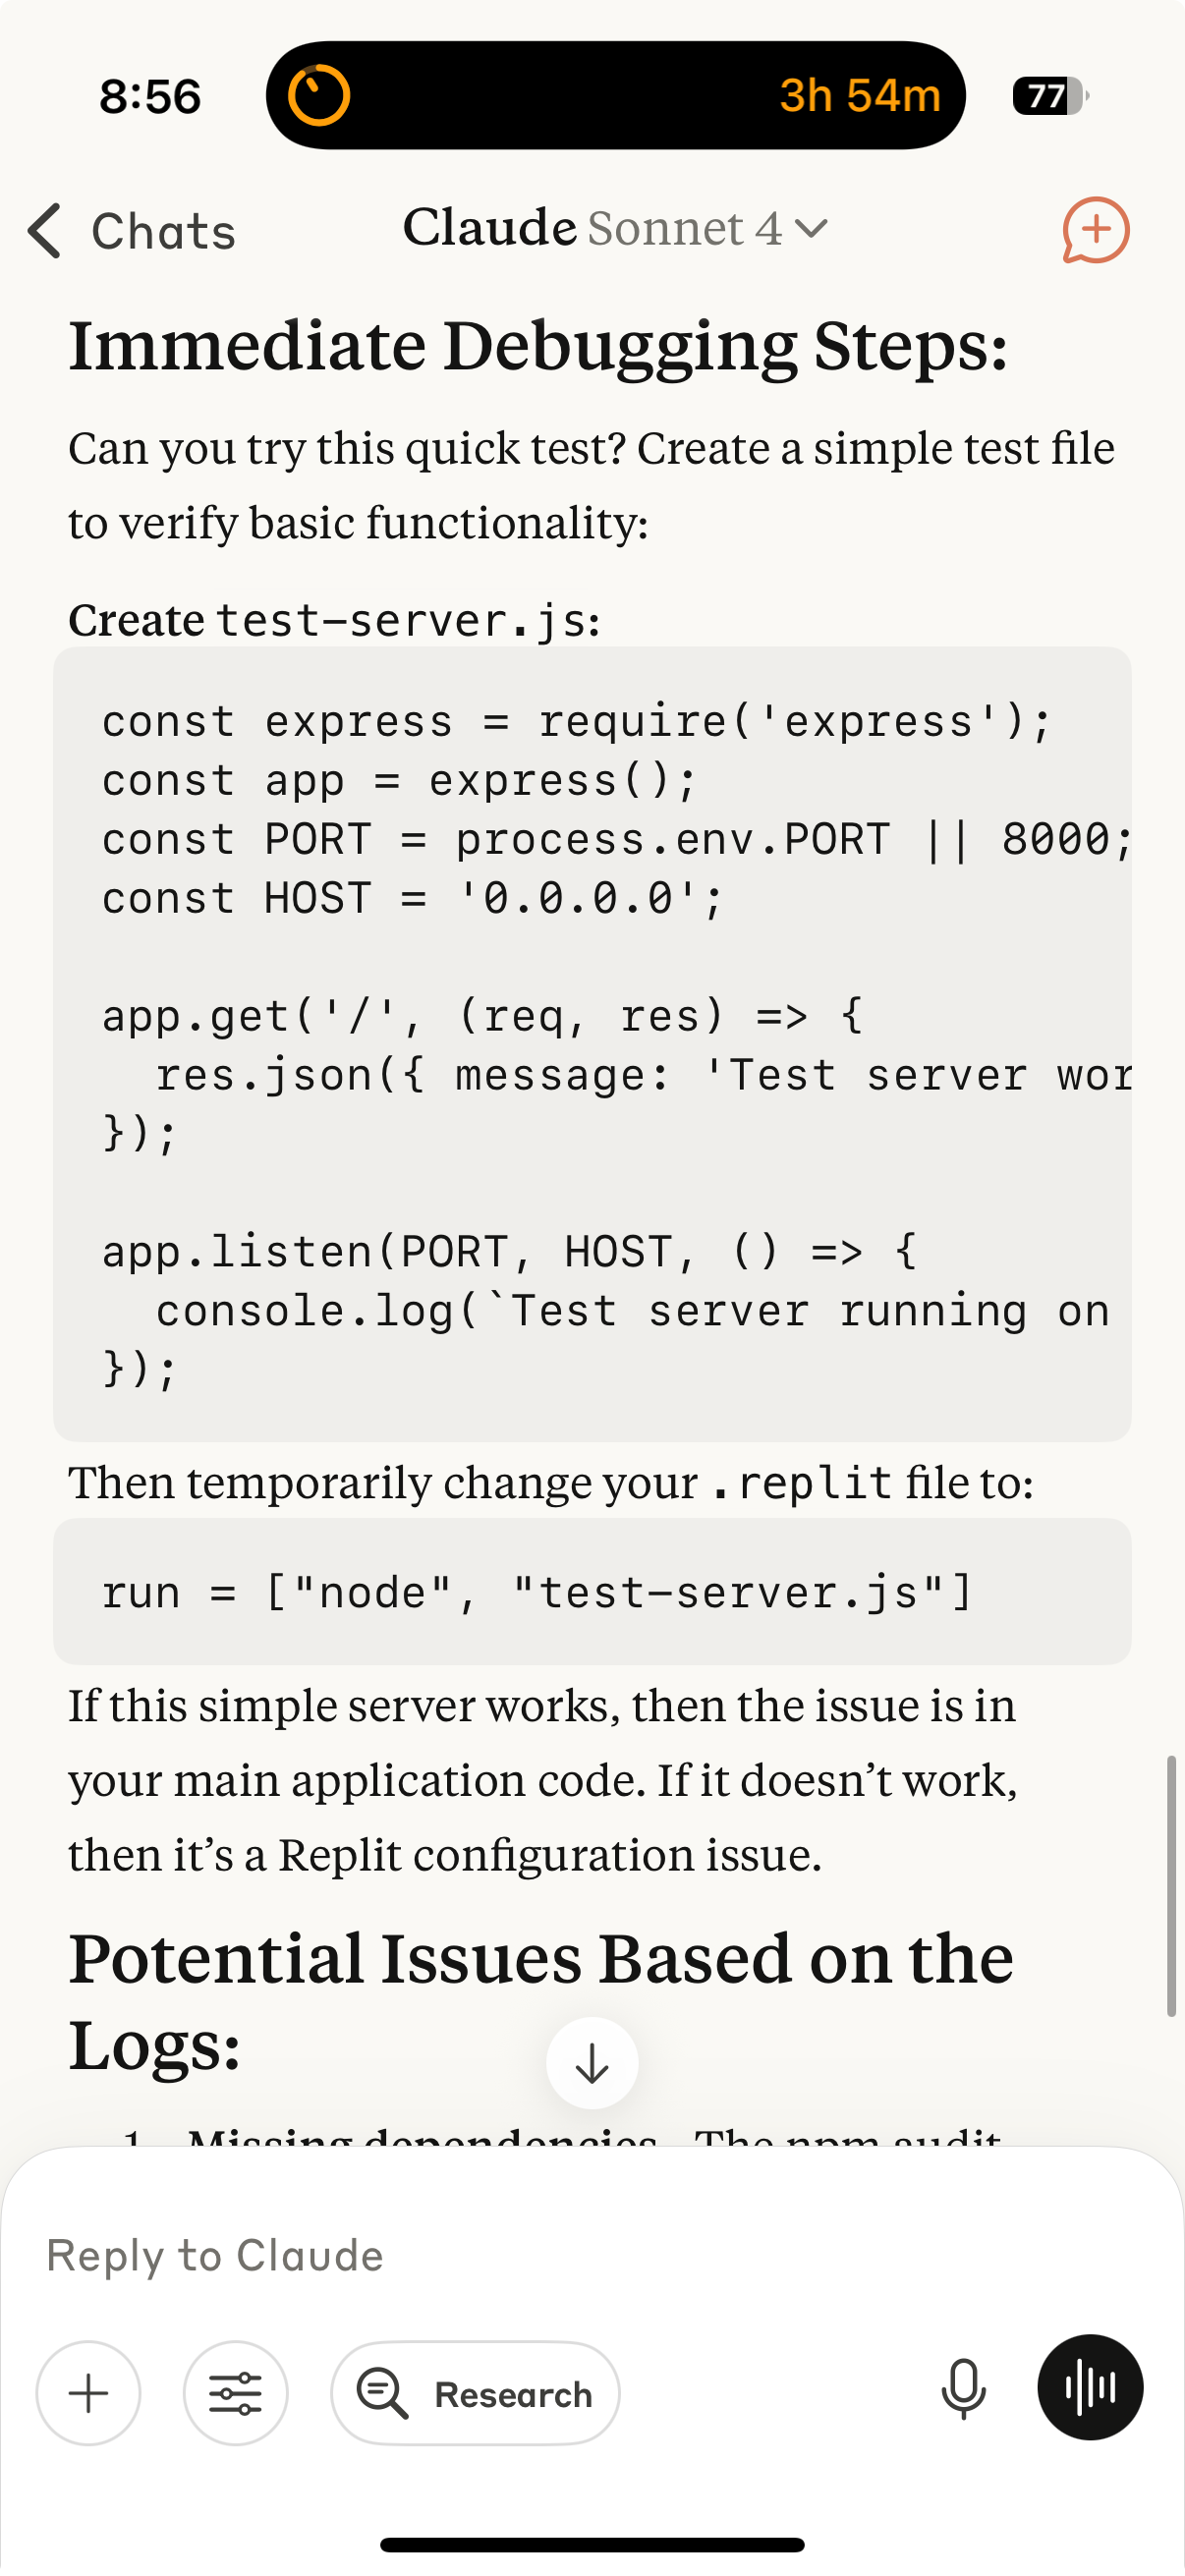 8:56
3h 54m
77
Chats
Claude Sonnet 4
Immediate Debugging Steps:
Can you try this quick test? Create a simple test file
to verify basic functionality:
Create test-server.js:
const express = require('express');
const app = express();
const PORT = process.env.PORT || 8000;
const HOST = '0.0.0.0';
app.get('/', (req, res) => {
  res.json({ message: 'Test server wor
});
app.listen(PORT, HOST, () => {
  console.log(`Test server running on
});
Then temporarily change your .replit file to:
run = ["node", "test-server.js"]
If this simple server works, then the issue is in
your main application code. If it doesn’t work,
then it’s a Replit configuration issue.
Potential Issues Based on the
Logs:
1. Missing dependencies - The npm audit
Reply to Claude
Research